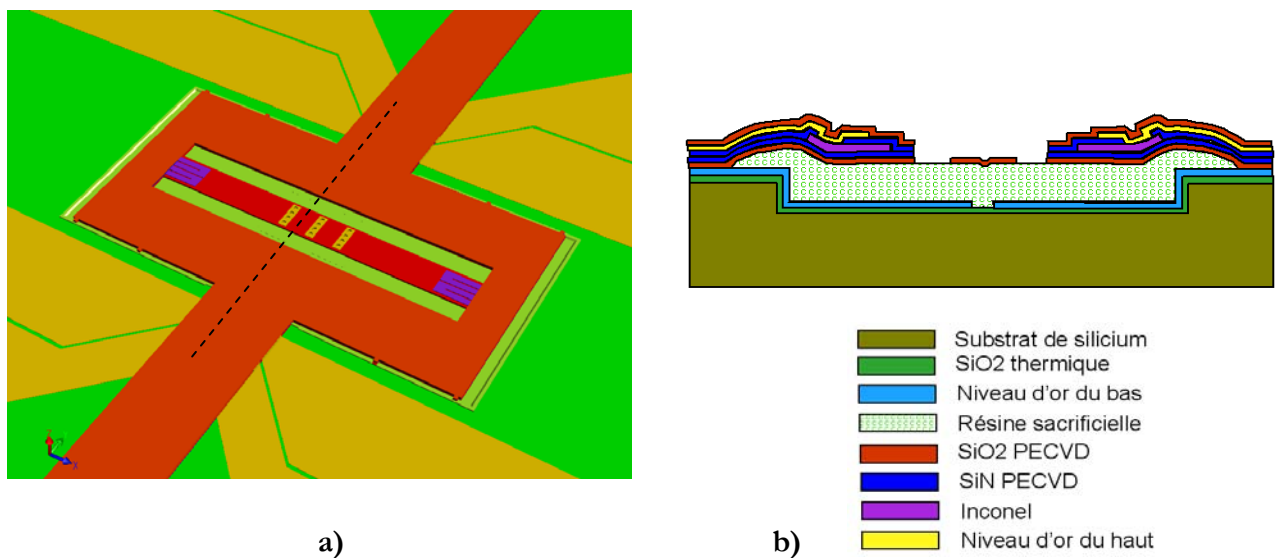 Substrat de silicium
SiO2 thermique
Niveau d'or du bas
Résine sacrificielle
SiO2 PECVD
SiN PECVD
Inconel
Niveau d'or du haut
a)
b)